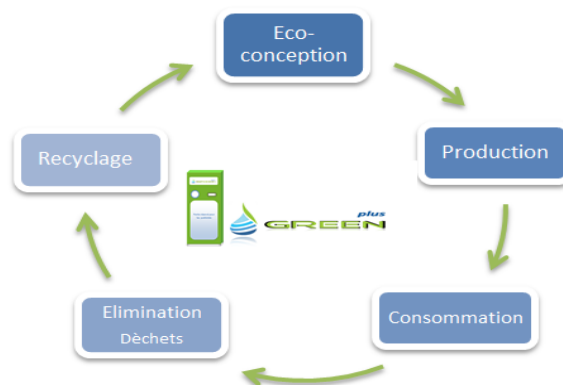 Eco-
conception
Production
Consommation
Elimination
Dèchets
Recyclage
plus
GREEN